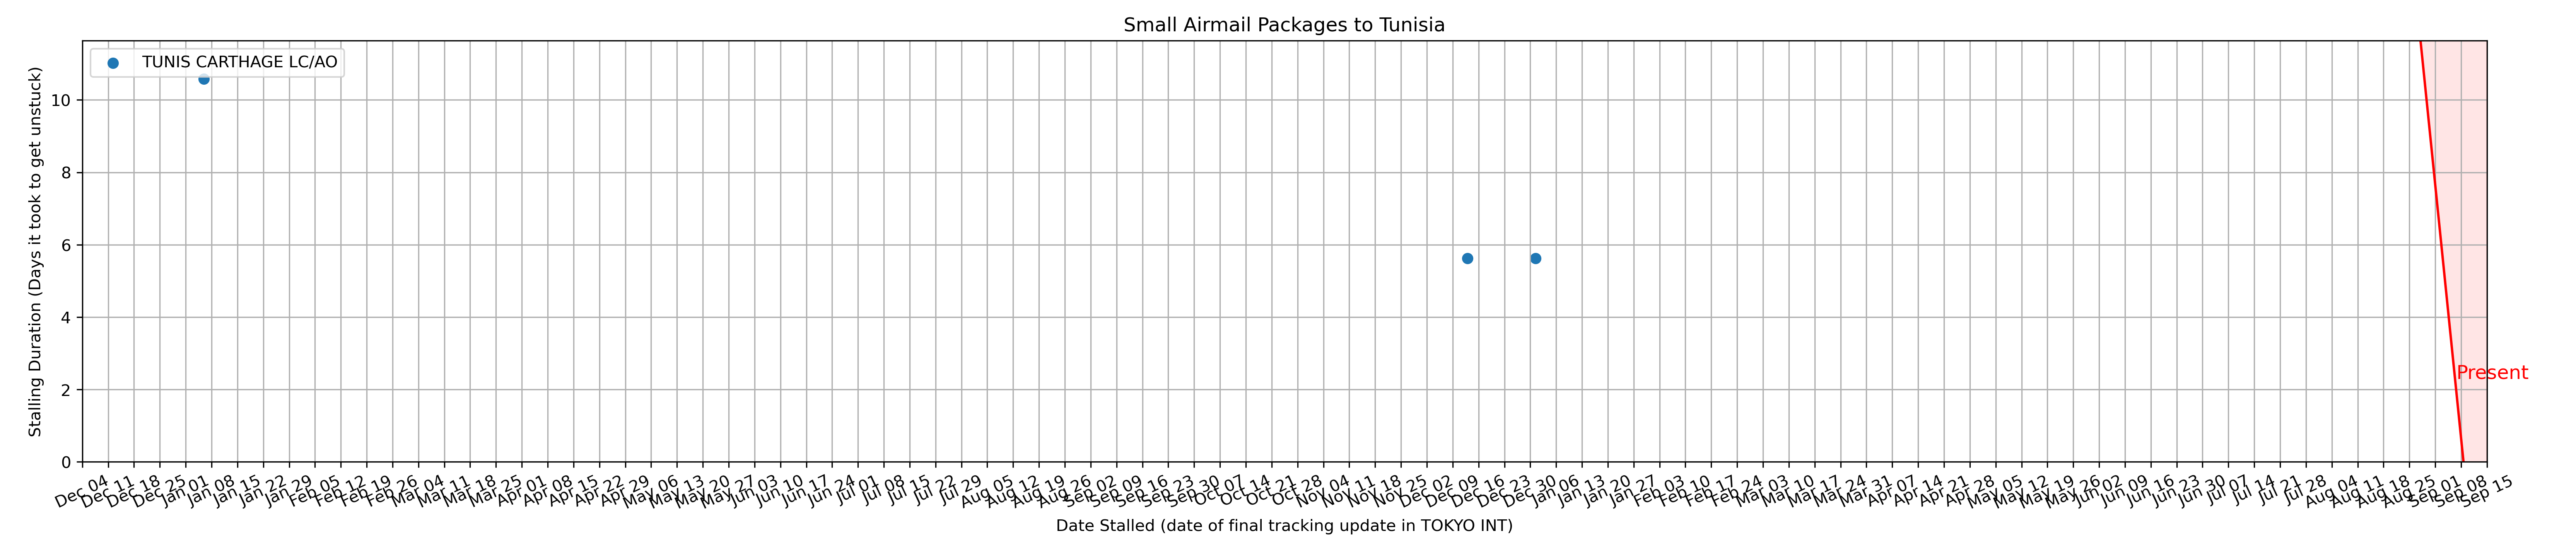 Small Airmail Packages to Tunisia
TUNIS CARTHAGE LC/AO
Stalling Duration (Days it took to get unstuck)
10
8
6
4
2
0
Present
Dec 04
Dec 11
Dec 18
Dec 25
Jan 01
Jan 08
Jan 15
Jan 22
Jan 29
Feb 05
Feb 12
Feb 19
Feb 26
Mar 04
Mar 11
Mar 18
Mar 25
Apr 01
Apr 08
Apr 15
Apr 22
Apr 29
May 06
May 13
May 20
May 27
Jun 03
Jun 10
Jun 17
Jun 24
Jul 01
Jul 08
Jul 15
Jul 22
Jul 29
Aug 05
Aug 12
Aug 19
Aug 26
Sep 02
Sep 09
Sep 16
Sep 23
Sep 30
Oct 07
Oct 14
Oct 21
Oct 28
Nov 04
Nov 11
Nov 18
Nov 25
Dec 02
Dec 09
Dec 16
Dec 23
Dec 30
Jan 06
Jan 13
Jan 20
Jan 27
Feb 03
Feb 10
Feb 17
Feb 24
Mar 03
Mar 10
Mar 17
Mar 24
Mar 31
Apr 07
Apr 14
Apr 21
Apr 28
May 05
May 12
May 19
May 26
Jun 02
Jun 09
Jun 16
Jun 23
Jun 30
Jul 07
Jul 14
Jul 21
Jul 28
Aug 04
Aug 11
Aug 18
Aug 25
Sep 01
Sep 08
Sep 15
Date Stalled (date of final tracking update in TOKYO INT)